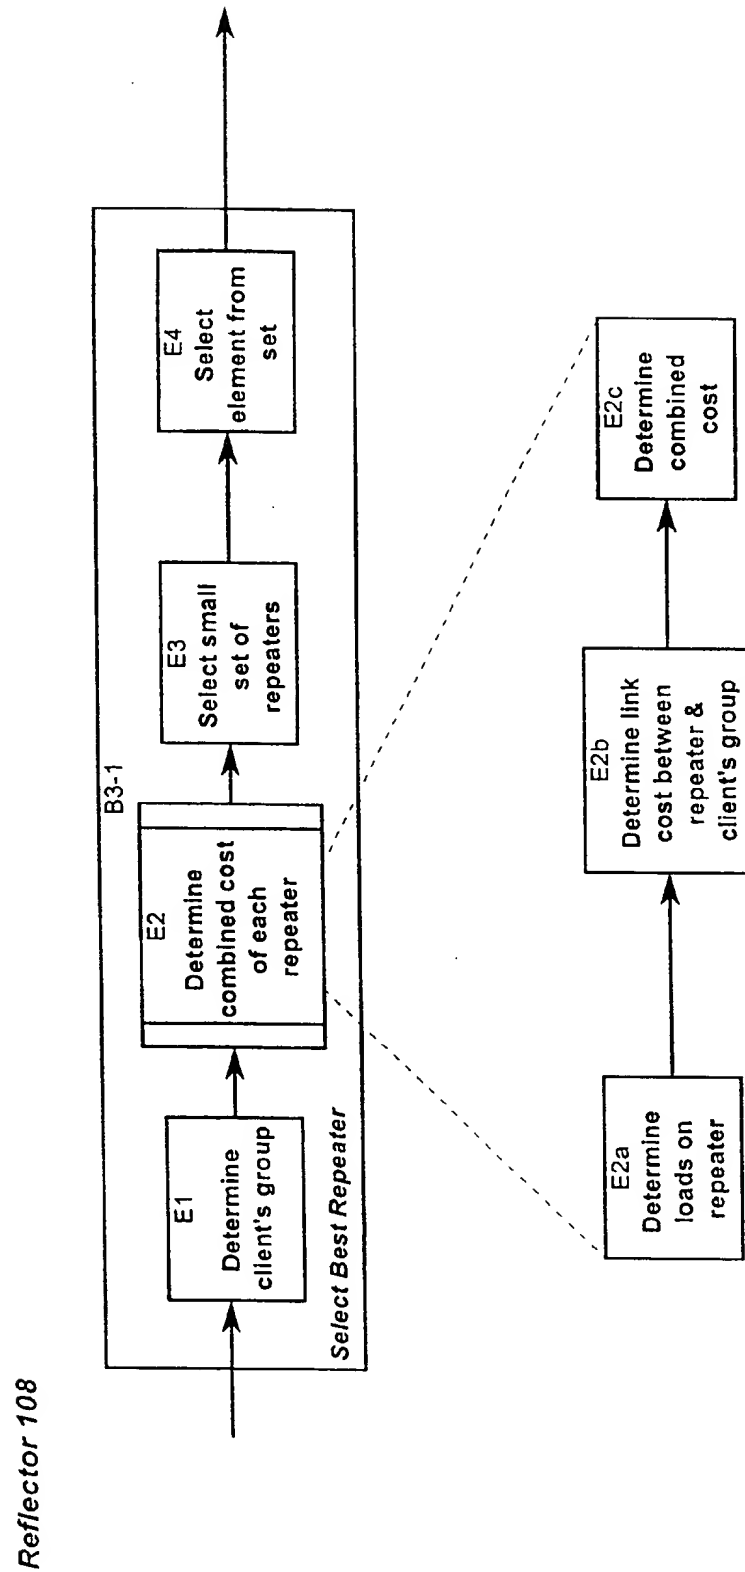 Reflector 108
B3-1
E1
Determine
client's group
E2
Determine
combined cost
of each
repeater
E3
Select small
set of
repeaters
E4
Select
element from
set
Select Best Repeater
E2a
Determine
loads on
repeater
E2b
Determine link
cost between
repeater &
client's group
E2c
Determine
combined
cost